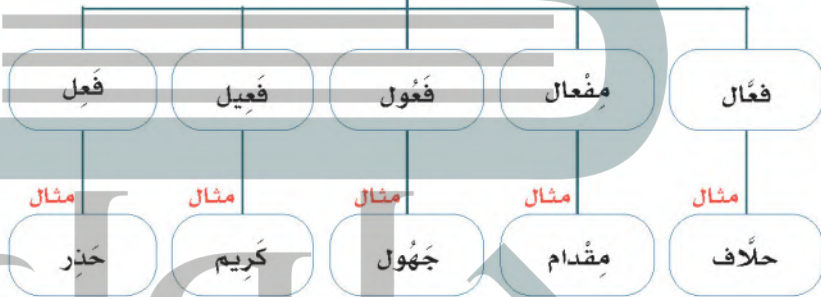 فعَّال مِفْعال فَعُول فَعِيل فَعِل
مثال مثال مثال مثال مثال
حلَّاف مِقْدام جَهُول كَرِيم حَذِر